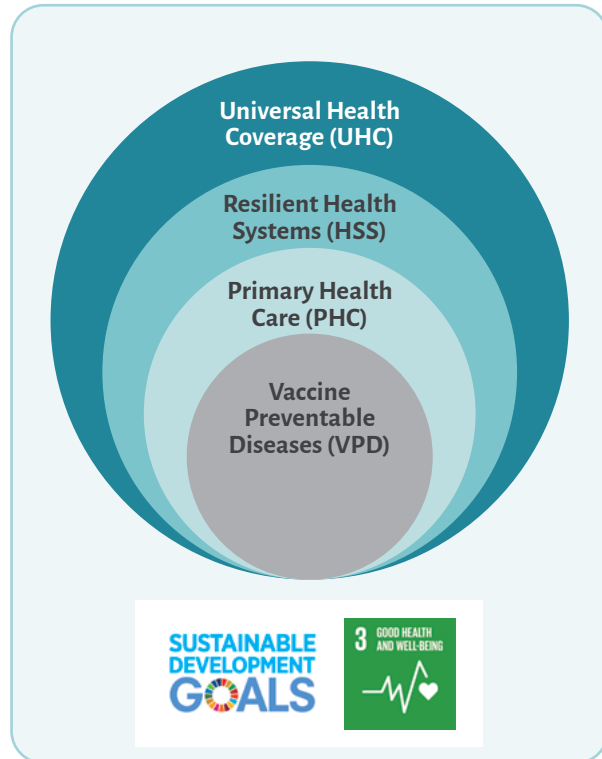 Universal Health
Coverage (UHC)
Resilient Health
Systems (HSS)
Primary Health
Care (PHC)
Vaccine
Preventable
Diseases (VPD)
SUSTAINABLE
DEVELOPMENT
GOALS
3 GOOD HEALTH
AND WELL-BEING